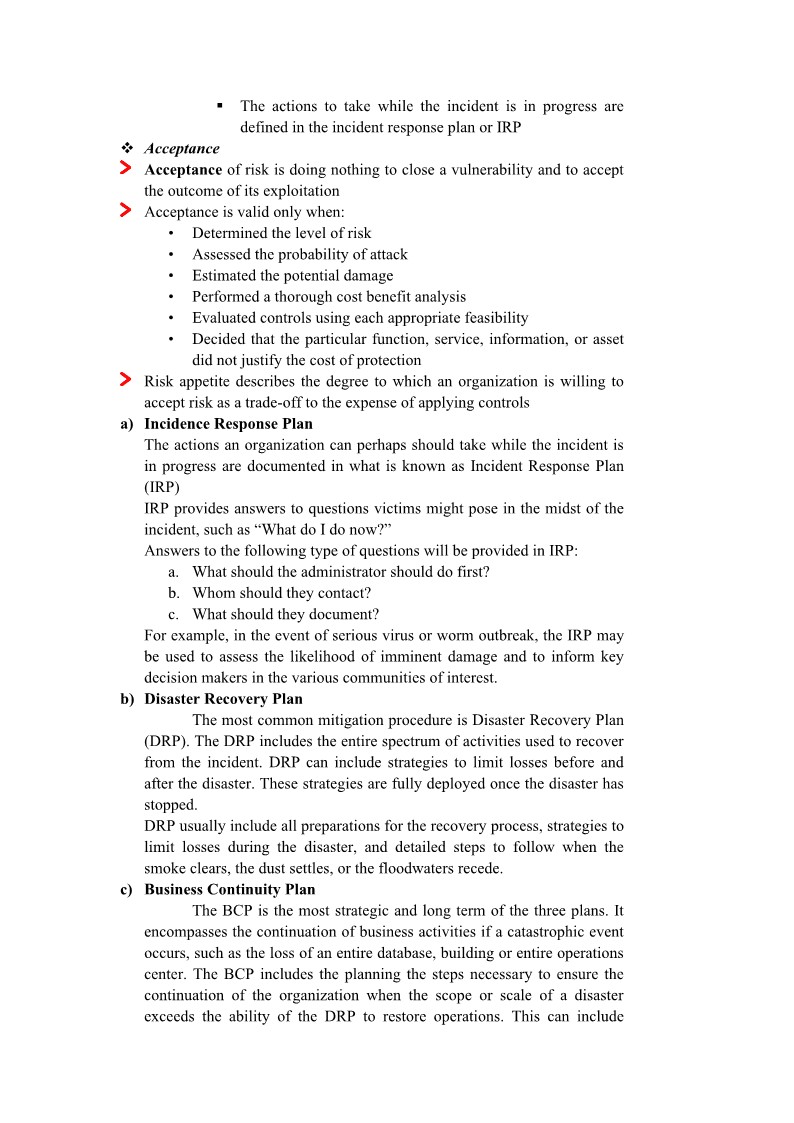 ▪ The actions to take while the incident is in progress are
defined in the incident response plan or IRP
❖ Acceptance
> Acceptance of risk is doing nothing to close a vulnerability and to accept
the outcome of its exploitation
> Acceptance is valid only when:
• Determined the level of risk
• Assessed the probability of attack
• Estimated the potential damage
• Performed a thorough cost benefit analysis
• Evaluated controls using each appropriate feasibility
• Decided that the particular function, service, information, or asset
did not justify the cost of protection
> Risk appetite describes the degree to which an organization is willing to
accept risk as a trade-off to the expense of applying controls
a) Incidence Response Plan
The actions an organization can perhaps should take while the incident is
in progress are documented in what is known as Incident Response Plan
(IRP)
IRP provides answers to questions victims might pose in the midst of the
incident, such as “What do I do now?”
Answers to the following type of questions will be provided in IRP:
a. What should the administrator should do first?
b. Whom should they contact?
c. What should they document?
For example, in the event of serious virus or worm outbreak, the IRP may
be used to assess the likelihood of imminent damage and to inform key
decision makers in the various communities of interest.
b) Disaster Recovery Plan
The most common mitigation procedure is Disaster Recovery Plan
(DRP). The DRP includes the entire spectrum of activities used to recover
from the incident. DRP can include strategies to limit losses before and
after the disaster. These strategies are fully deployed once the disaster has
stopped.
DRP usually include all preparations for the recovery process, strategies to
limit losses during the disaster, and detailed steps to follow when the
smoke clears, the dust settles, or the floodwaters recede.
c) Business Continuity Plan
The BCP is the most strategic and long term of the three plans. It
encompasses the continuation of business activities if a catastrophic event
occurs, such as the loss of an entire database, building or entire operations
center. The BCP includes the planning the steps necessary to ensure the
continuation of the organization when the scope or scale of a disaster
exceeds the ability of the DRP to restore operations. This can include